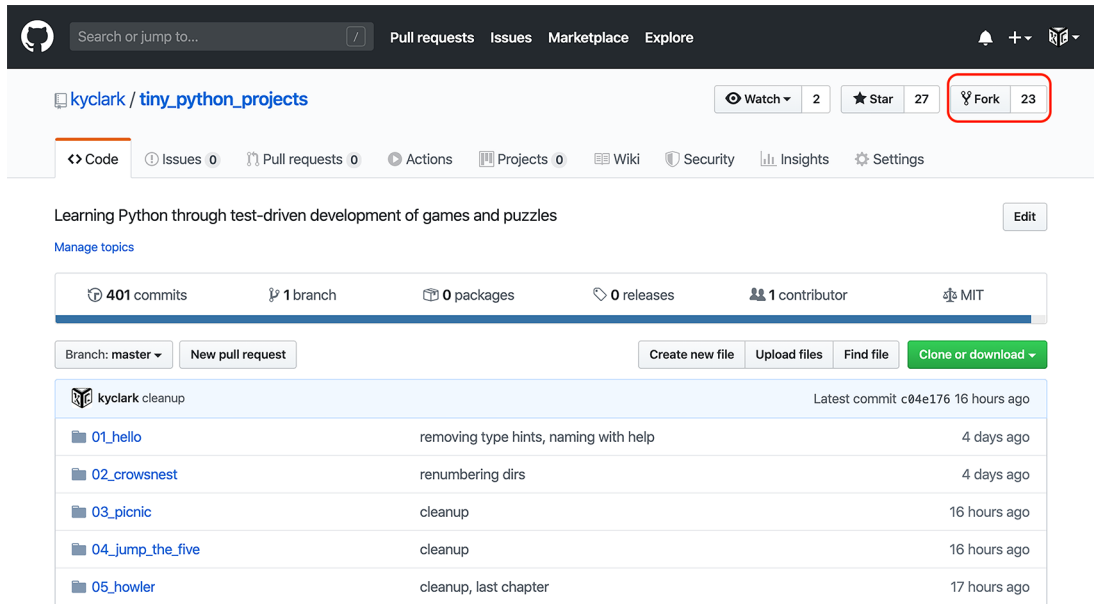 Search or jump to... / Pull requests Issues Marketplace Explore
kyclark / tiny_python_projects Watch 2 Star 27 Fork 23
Code Issues 0 Pull requests 0 Actions Projects 0 Wiki Security Insights Settings
Learning Python through test-driven development of games and puzzles Edit
Manage topics
401 commits 1 branch 0 packages 0 releases 1 contributor MIT
Branch: master New pull request Create new file Upload files Find file Clone or download
kyclark cleanup Latest commit c04e176 16 hours ago
01_hello removing type hints, naming with help 4 days ago
02_crowsnest renumbering dirs 4 days ago
03_picnic cleanup 16 hours ago
04_jump_the_five cleanup 16 hours ago
05_howler cleanup, last chapter 17 hours ago